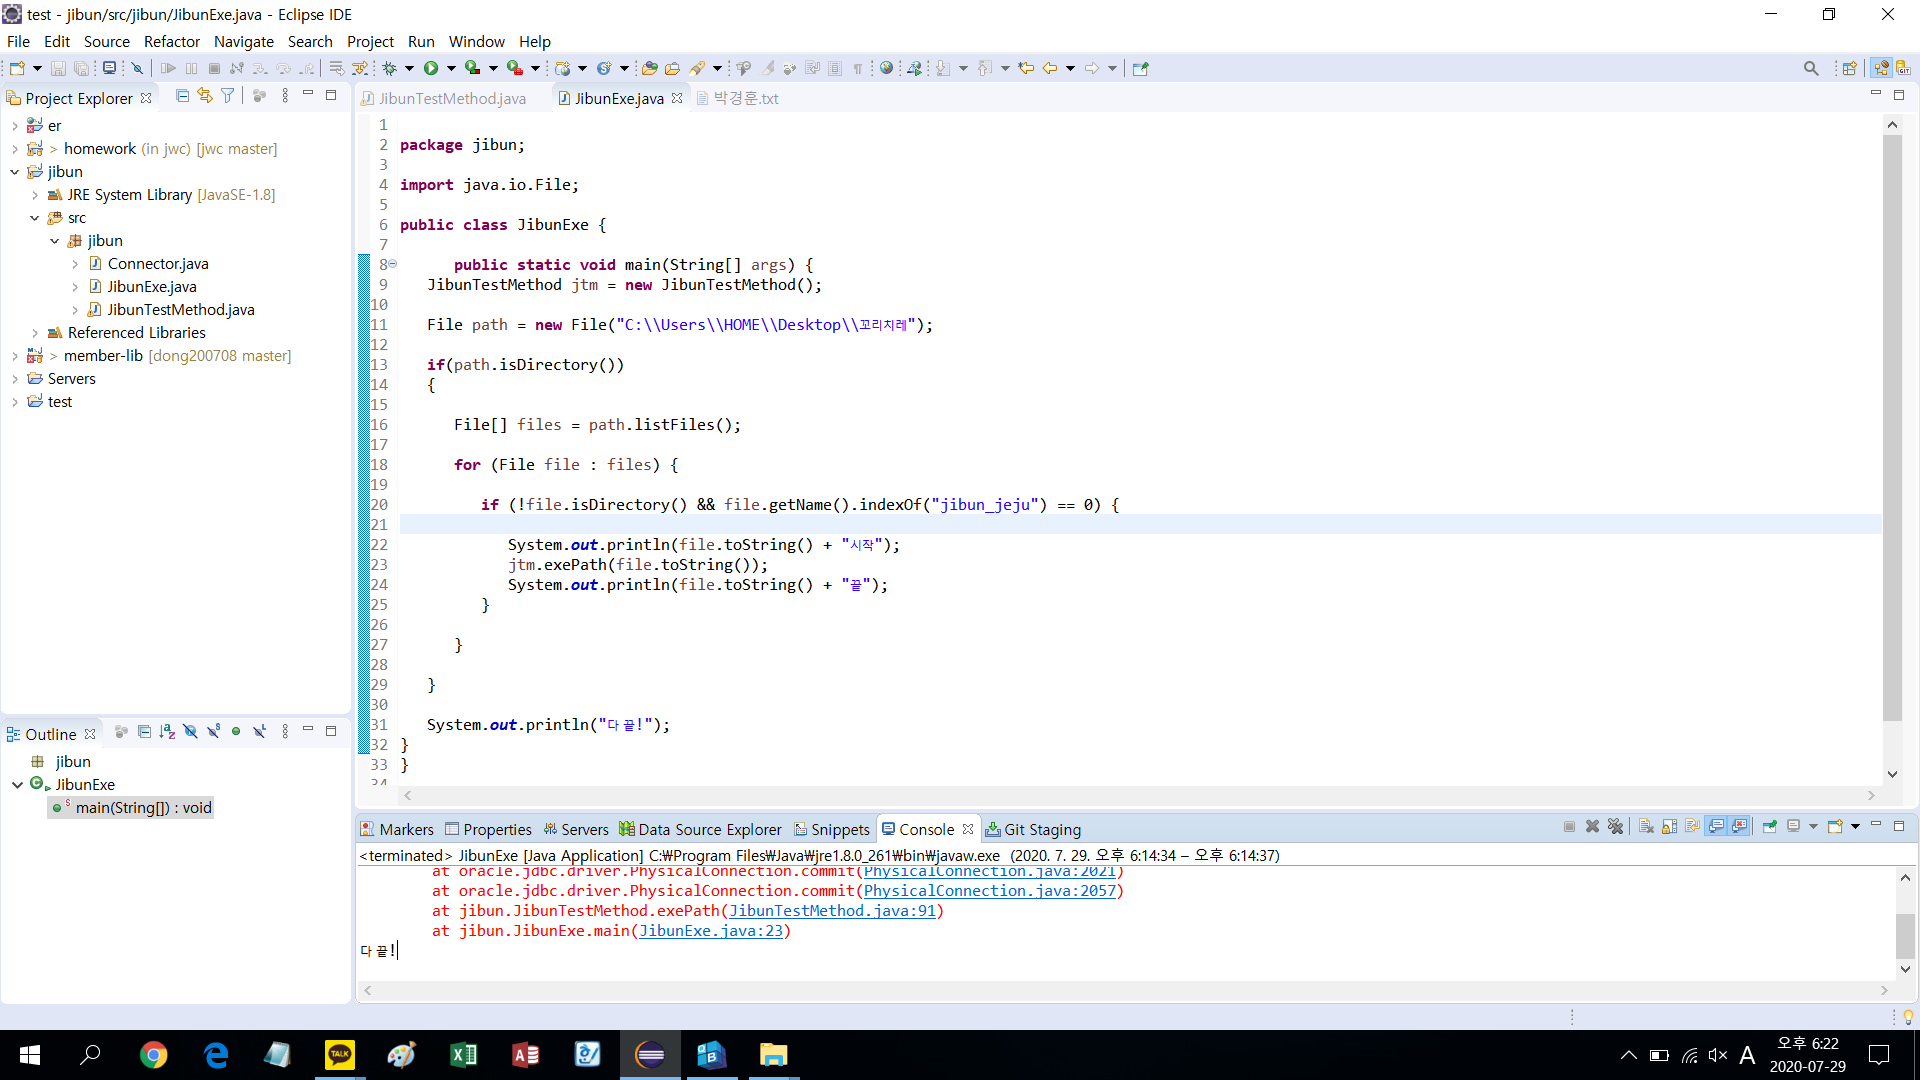 test - jibun/src/jibun/JibunExe.java - Eclipse IDE
File Edit Source Refactor Navigate Search Project Run Window Help
Project Explorer
er
> homework (in jwc) [jwc master]
jibun
JRE System Library [JavaSE-1.8]
src
jibun
Connector.java
JibunExe.java
JibunTestMethod.java
Referenced Libraries
> member-lib [dong200708 master]
Servers
test
Outline
jibun
JibunExe
main(String[]) : void
JibunTestMethod.java JibunExe.java 박경훈.txt
1
2 package jibun;
3
4 import java.io.File;
5
6 public class JibunExe {
7
8 public static void main(String[] args) {
9 JibunTestMethod jtm = new JibunTestMethod();
10
11 File path = new File("C:\\Users\\HOME\\Desktop\\꼬리치레");
12
13 if(path.isDirectory())
14 {
15
16 File[] files = path.listFiles();
17
18 for (File file : files) {
19
20 if (!file.isDirectory() && file.getName().indexOf("jibun_jeju") == 0) {
21
22 System.out.println(file.toString() + "시작");
23 jtm.exePath(file.toString());
24 System.out.println(file.toString() + "끝");
25 }
26
27 }
28
29 }
30
31 System.out.println("다 끝!");
32 }
33 }
34
Markers Properties Servers Data Source Explorer Snippets Console Git Staging
<terminated> JibunExe [Java Application] C:₩Program Files₩Java₩jre1.8.0_261₩bin₩javaw.exe (2020. 7. 29. 오후 6:14:34 – 오후 6:14:37)
at oracle.jdbc.driver.PhysicalConnection.commit(PhysicalConnection.java:2021)
at oracle.jdbc.driver.PhysicalConnection.commit(PhysicalConnection.java:2057)
at jibun.JibunTestMethod.exePath(JibunTestMethod.java:91)
at jibun.JibunExe.main(JibunExe.java:23)
다 끝!
TALK
A
오후 6:22
2020-07-29